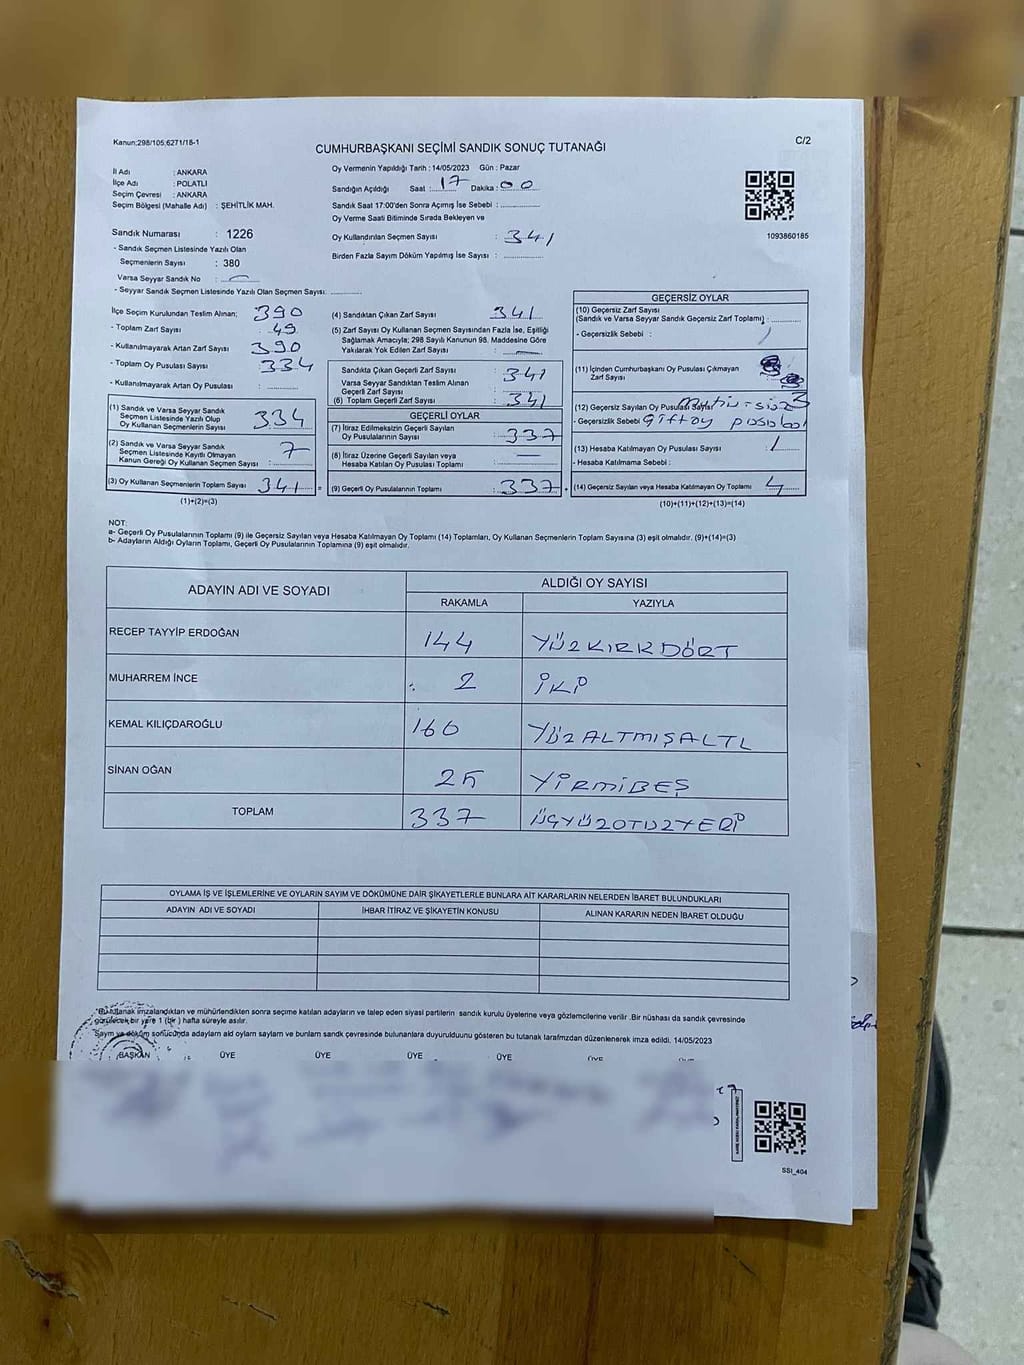 Kanun;298/105;6271/18-1
CUMHURBAŞKANI SEÇİMİ SANDIK SONUÇ TUTANAĞI
C/2
İl Adı : ANKARA
İlçe Adı : POLATLI
Seçim Çevresi : ANKARA
Seçim Bölgesi (Mahalle Adı) : ŞEHİTLİK MAH.
Oy Vermenin Yapıldığı Tarih : 14/05/2023 Gün : Pazar
Sandığın Açıldığı Saat : 17 Dakika : 00
Sandık Saat 17:00'den Sonra Açımış İse Sebebi :
Oy Verme Saati Bitiminde Sırada Bekleyen ve
Oy Kullandırılan Seçmen Sayısı : 341
Birden Fazla Sayım Döküm Yapılmış İse Sayısı :
1093860185
Sandık Numarası : 1226
- Sandık Seçmen Listesinde Yazılı Olan
Seçmenlerin Sayısı : 380
Varsa Seyyar Sandık No :
- Seyyar Sandık Seçmen Listesinde Yazılı Olan Seçmen Sayısı:
İlçe Seçim Kurulundan Teslim Alınan; 390
- Toplam Zarf Sayısı : 49
- Kullanılmayarak Artan Zarf Sayısı : 390
- Toplam Oy Pusulası Sayısı : 334
- Kullanılmayarak Artan Oy Pusulası :
(1) Sandık ve Varsa Seyyar Sandık
Seçmen Listesinde Yazılı Olup
Oy Kullanan Seçmenlerin Sayısı : 334
(2) Sandık ve Varsa Seyyar Sandık
Seçmen Listesinde Kayıtlı Olmayan
Kanun Gereği Oy Kullanan Seçmen Sayısı : 7
(3) Oy Kullanan Seçmenlerin Toplam Sayısı : 341
(1)+(2)=(3)
(4) Sandıktan Çıkan Zarf Sayısı : 341
(5) Zarf Sayısı Oy Kullanan Seçmen Sayısından Fazla İse, Eşitliği
Sağlamak Amacıyla; 298 Sayılı Kanunun 98. Maddesine Göre
Yakılarak Yok Edilen Zarf Sayısı :
Sandıkta Çıkan Geçerli Zarf Sayısı : 341
Varsa Seyyar Sandıktan Teslim Alınan
Geçerli Zarf Sayısı :
(6) Toplam Geçerli Zarf Sayısı : 341
GEÇERLİ OYLAR
(7) İtiraz Edilmeksizin Geçerli Sayılan
Oy Pusulalarının Sayısı : 337
(8) İtiraz Üzerine Geçerli Sayılan veya
Hesaba Katılan Oy Pusulası Toplamı : —
(9) Geçerli Oy Pusulalarının Toplamı : 337
GEÇERSİZ OYLAR
(10) Geçersiz Zarf Sayısı
(Sandık ve Varsa Seyyar Sandık Geçersiz Zarf Toplamı) :
- Geçersizlik Sebebi :
(11) İçinden Cumhurbaşkanı Oy Pusulası Çıkmayan
Zarf Sayısı
(12) Geçersiz Sayılan Oy Pusulası Sayısı 3
- Geçersizlik Sebebi
(13) Hesaba Katılmayan Oy Pusulası Sayısı : 1
- Hesaba Katılmama Sebebi :
(14) Geçersiz Sayılan veya Hesaba Katılmayan Oy Toplamı : 4
(10)+(11)+(12)+(13)=(14)
NOT:
a- Geçerli Oy Pusulalarının Toplamı (9) ile Geçersiz Sayılan veya Hesaba Katılmayan Oy Toplamı (14) Toplamları, Oy Kullanan Seçmenlerin Toplam Sayısına (3) eşit olmalıdır. (9)+(14)=(3)
b- Adayların Aldığı Oyların Toplamı, Geçerli Oy Pusulalarının Toplamına (9) eşit olmalıdır.
ADAYIN ADI VE SOYADI
ALDIĞI OY SAYISI
RAKAMLA YAZIYLA
RECEP TAYYİP ERDOĞAN 144 YÜZKIRKDÖRT
MUHARREM İNCE 2 İKİ
KEMAL KILIÇDAROĞLU 160 YÜZALTMIŞALTI
SİNAN OĞAN 25 YİRMİBEŞ
TOPLAM 337 ÜÇYÜZOTUZYEDİ
OYLAMA İŞ VE İŞLEMLERİNE VE OYLARIN SAYIM VE DÖKÜMÜNE DAİR ŞİKAYETLERLE BUNLARA AİT KARARLARIN NELERDEN İBARET BULUNDUKLARI
ADAYIN ADI VE SOYADI İHBAR İTİRAZ VE ŞİKAYETİN KONUSU ALINAN KARARIN NEDEN İBARET OLDUĞU
Bu tutanak imzalandıktan ve mühürlendikten sonra seçime katılan adayların ve talep eden siyasi partilerin sandık kurulu üyelerine veya gözlemcilerine verilir .Bir nüshası da sandık çevresinde
görülecek bir yere 1 (bir ) hafta süreyle asılır.
Sayım ve döküm sonucunda adayların ald oyların sayların ve bunların sandk çevresinde bulunanlara duyurulduunu gösteren bu tutanak tarafımzdan düzenlenerek imza edildi. 14/05/2023
BAŞKAN ÜYE ÜYE ÜYE ÜYE ÜYE ÜYE
SSI_404